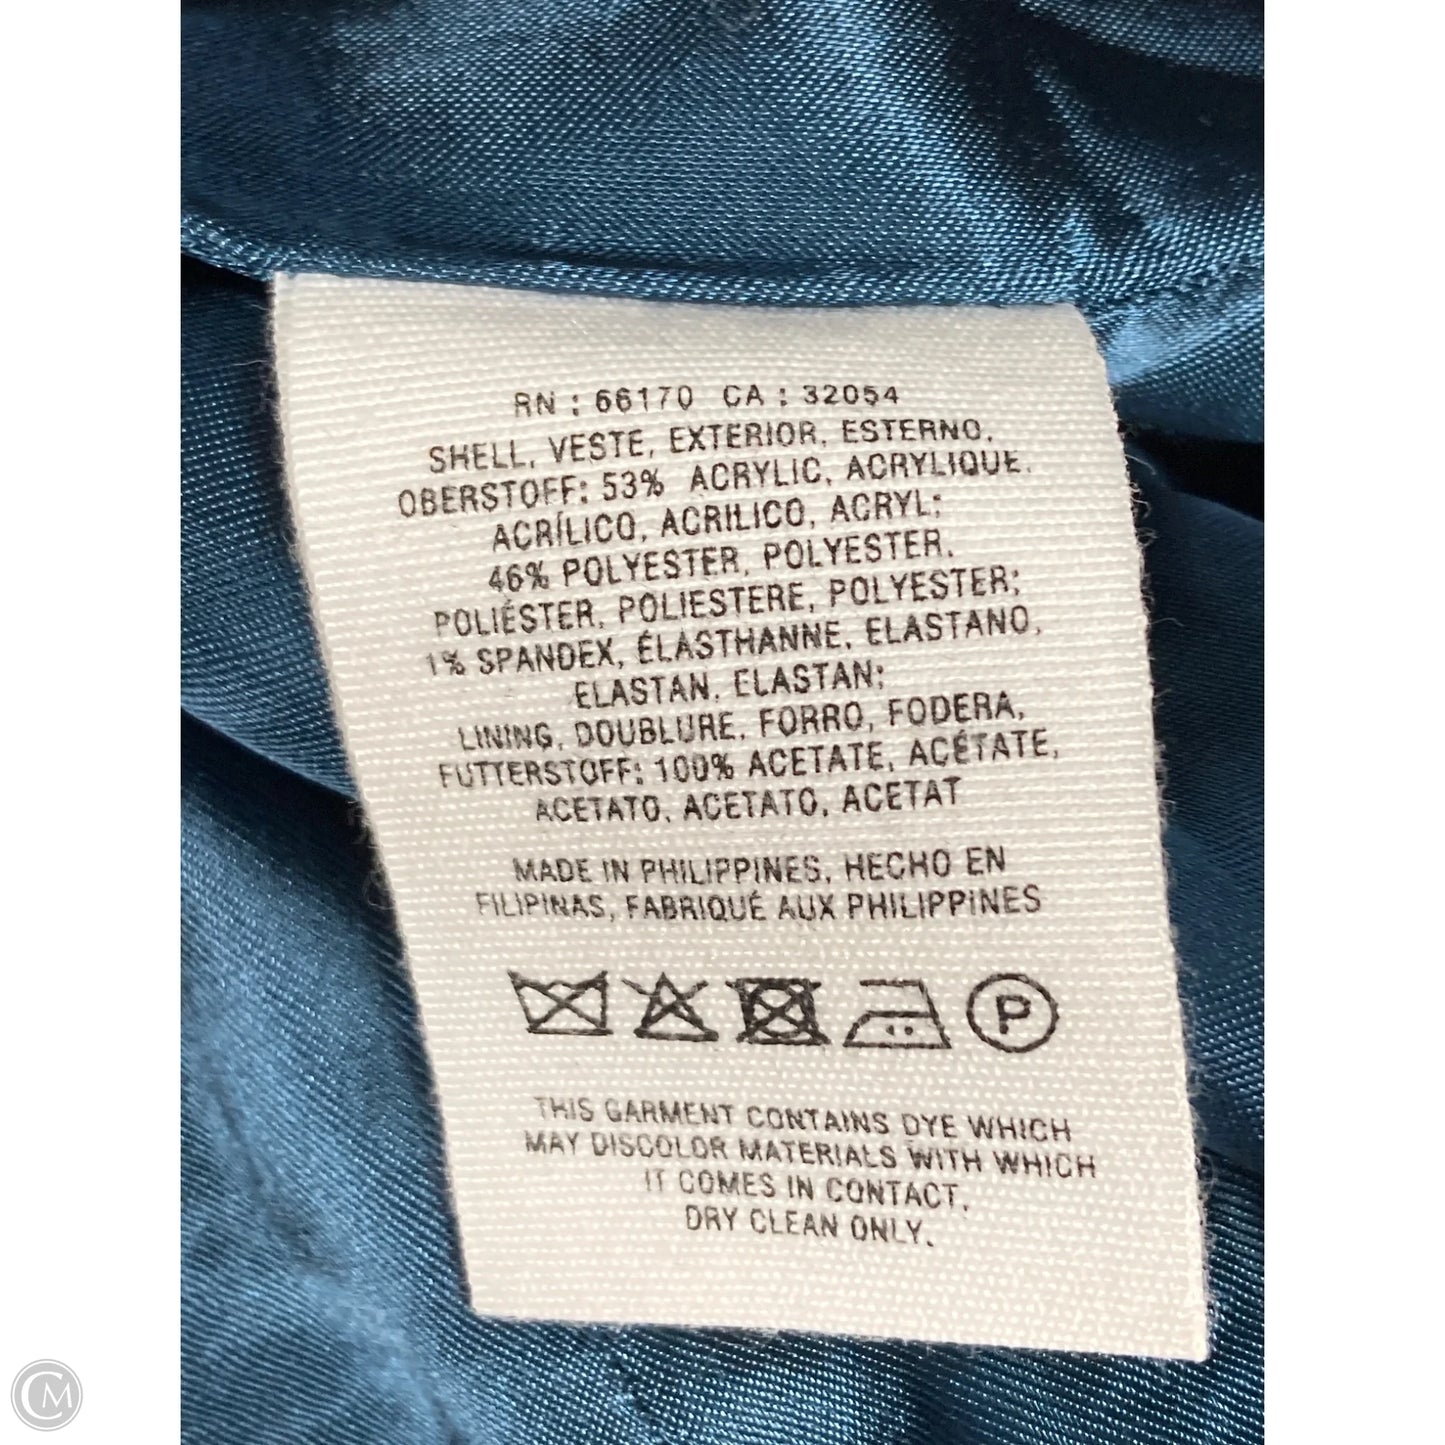 RN : 66170 CA : 32054
SHELL, VESTE, EXTERIOR, ESTERNO,
OBERSTOFF: 53% ACRYLIC, ACRYLIQUE,
ACRÍLICO, ACRILICO, ACRYL;
46% POLYESTER, POLYESTER,
POLIÉSTER, POLIESTERE, POLYESTER;
1% SPANDEX, ÉLASTHANNE, ELASTANO,
ELASTAN, ELASTAN;
LINING, DOUBLURE, FORRO, FODERA,
FUTTERSTOFF: 100% ACETATE, ACÉTATE,
ACETATO, ACETATO, ACETAT
MADE IN PHILIPPINES, HECHO EN
FILIPINAS, FABRIQUÉ AUX PHILIPPINES
P
THIS GARMENT CONTAINS DYE WHICH
MAY DISCOLOR MATERIALS WITH WHICH
IT COMES IN CONTACT.
DRY CLEAN ONLY.
CM